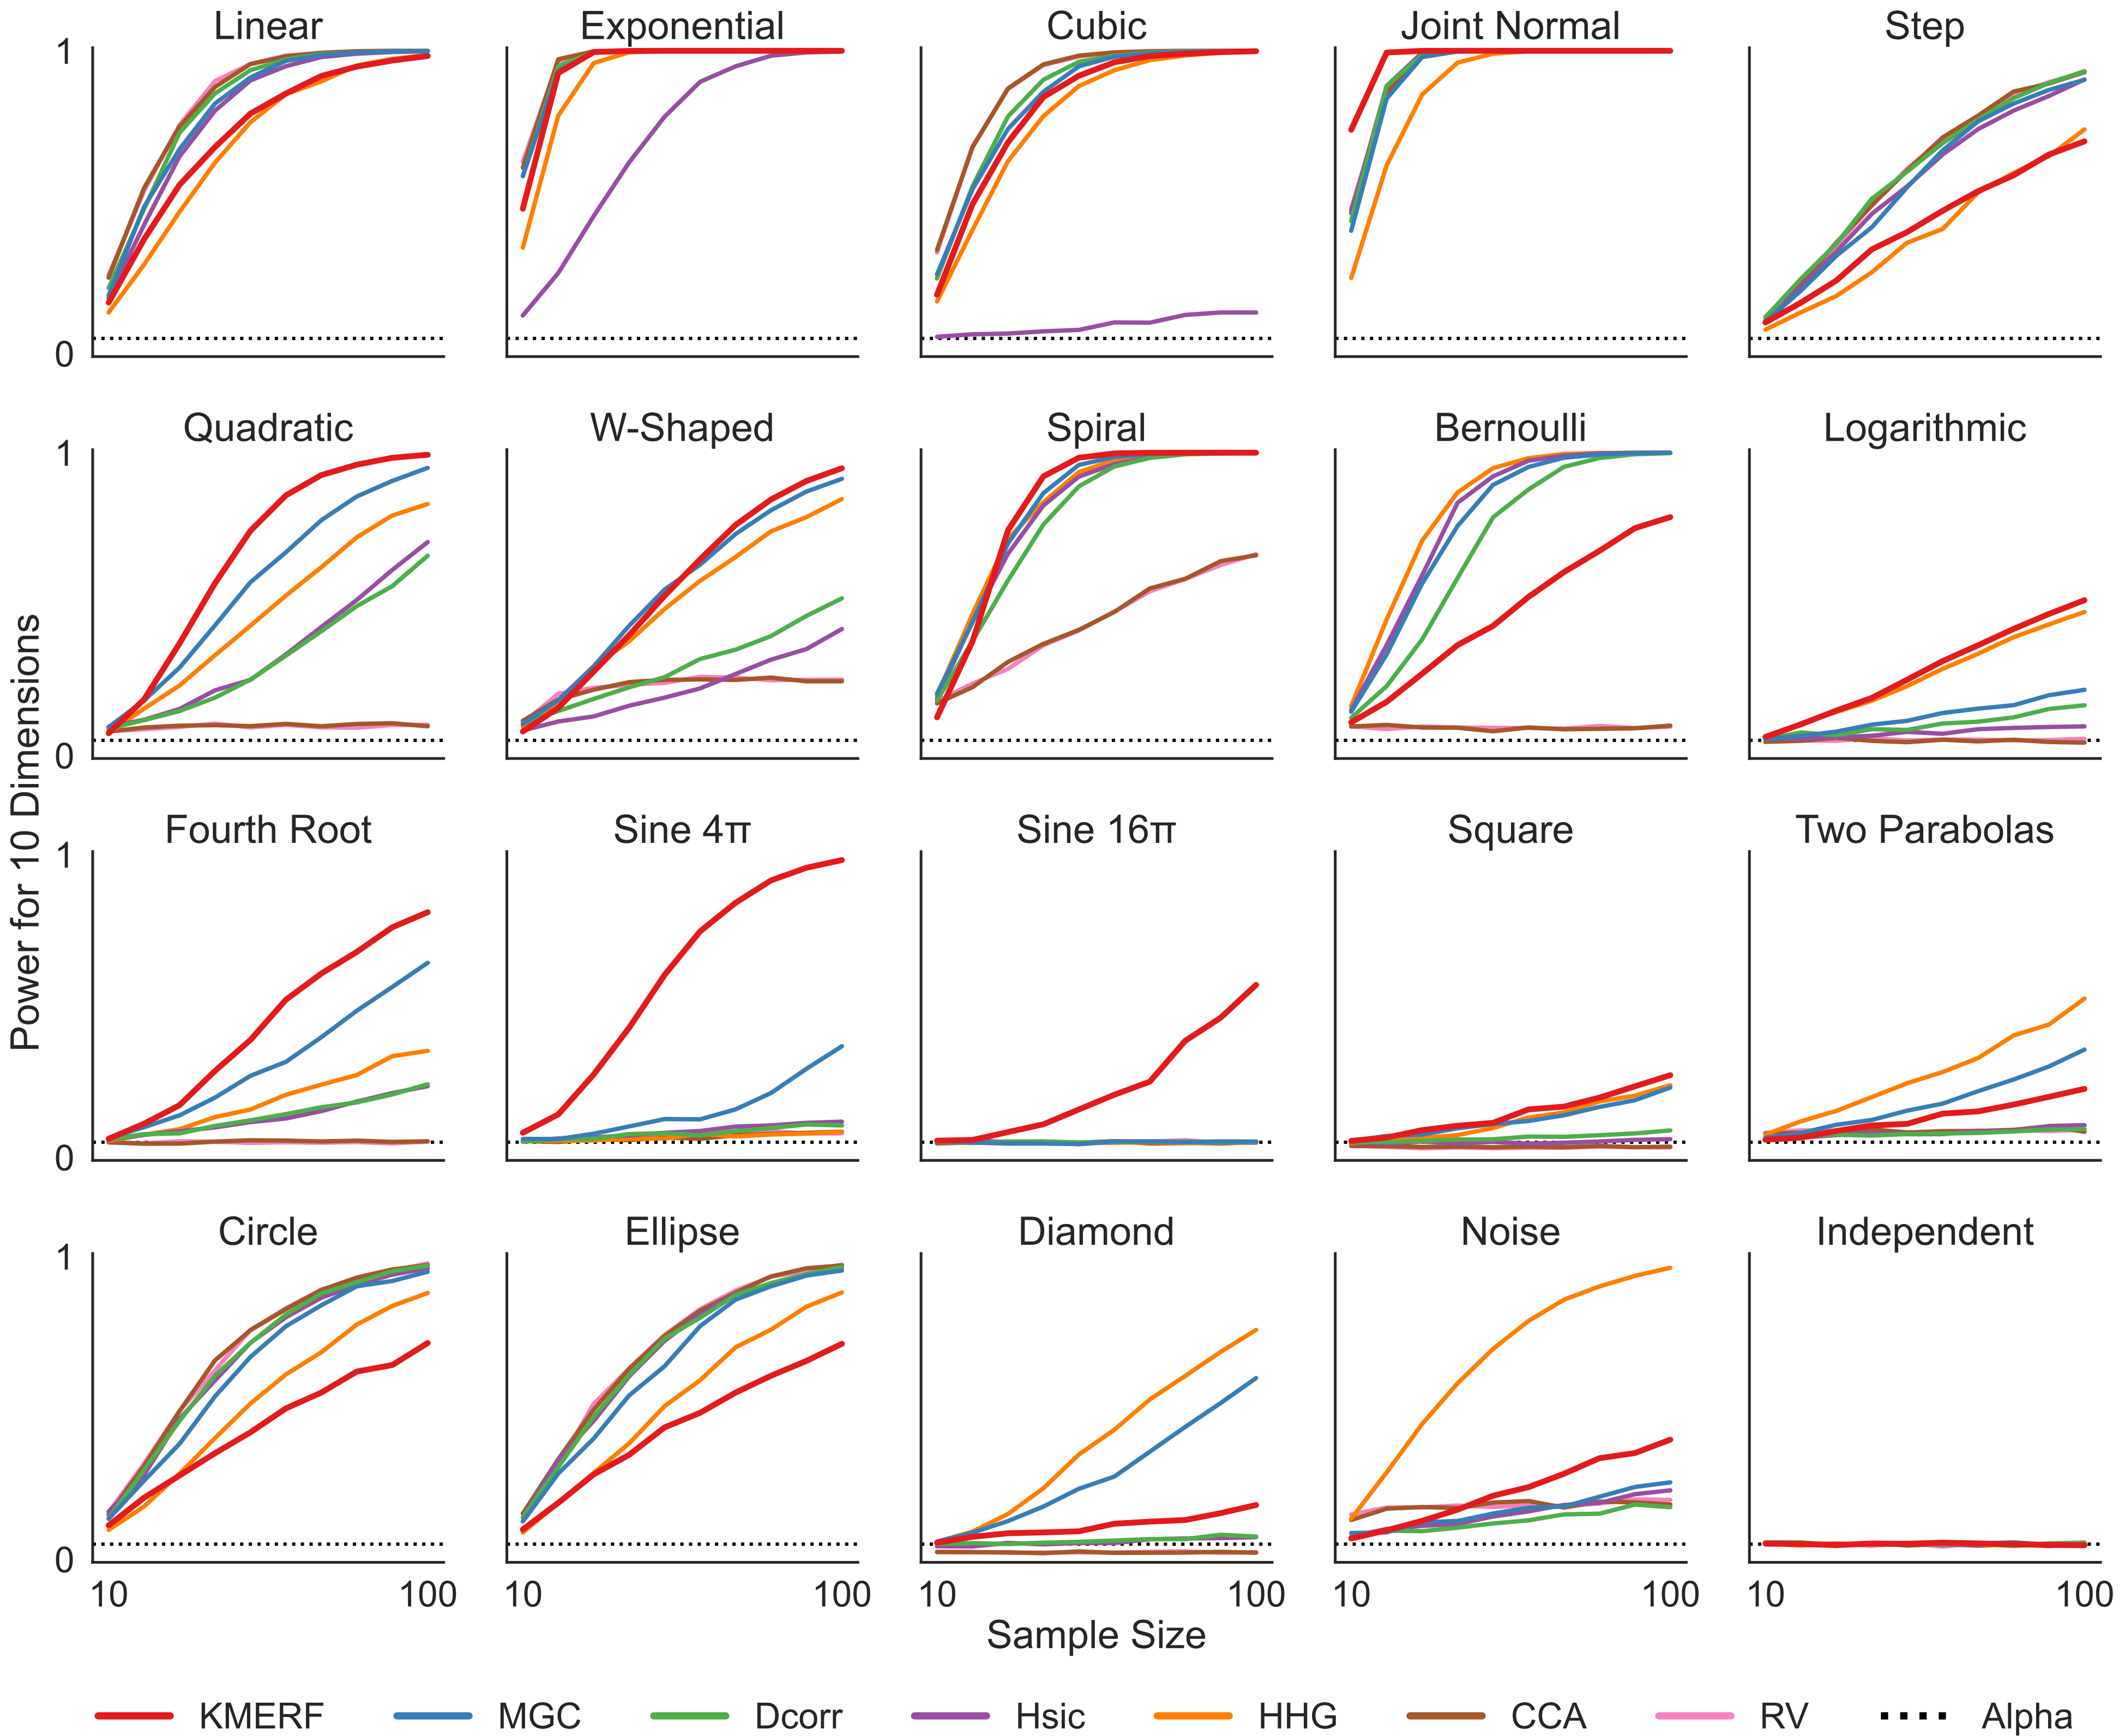 Linear Exponential Cubic Joint Normal Step
1
0
Quadratic W-Shaped Spiral Bernoulli Logarithmic
1
0
Power for 10 Dimensions
Fourth Root Sine 4π Sine 16π Square Two Parabolas
1
0
Circle Ellipse Diamond Noise Independent
1
0
10 100 10 100 10 100 10 100 10 100
Sample Size
KMERF MGC Dcorr Hsic HHG CCA RV Alpha